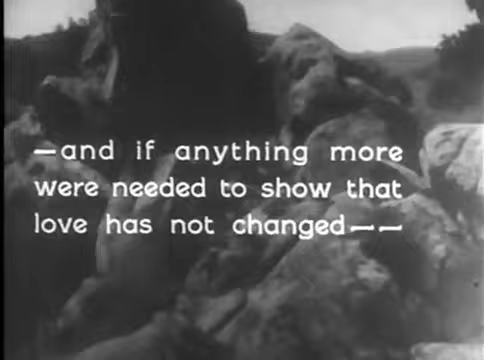 —and if anything more
were needed to show that
love has not changed——